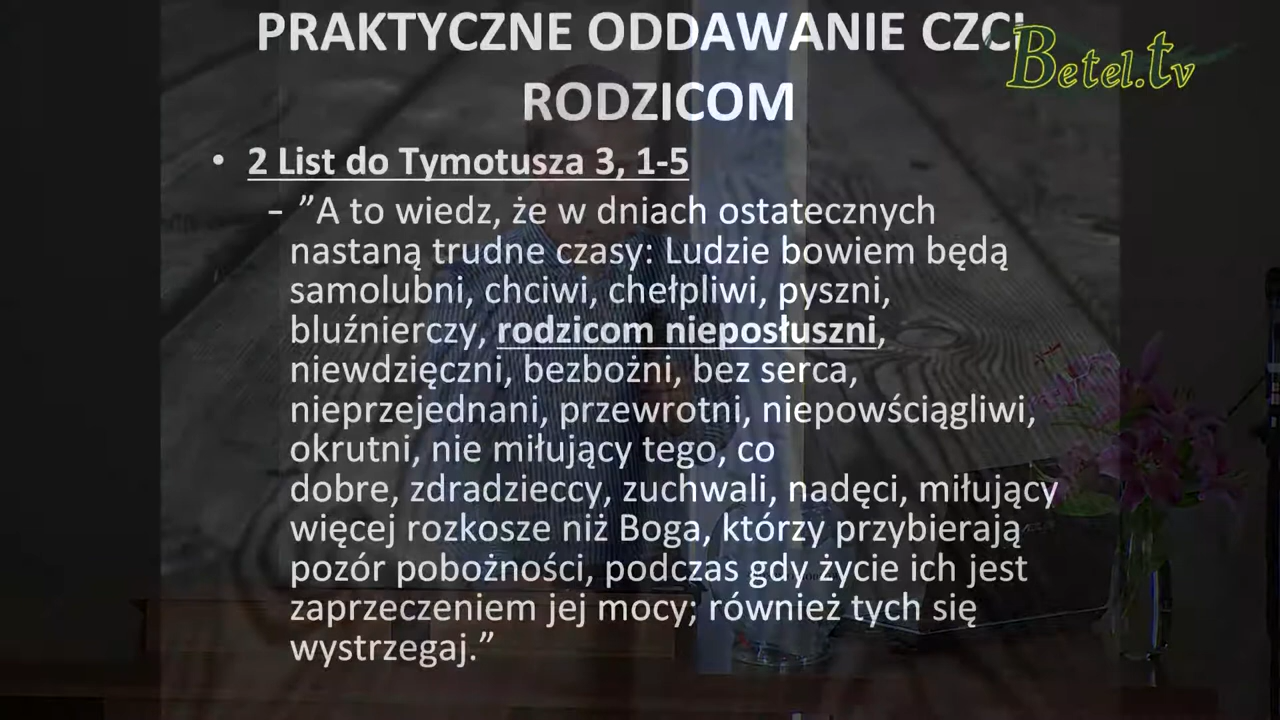 PRAKTYCZNE ODDAWANIE CZCI
Betel.tv
RODZICOM
• 2 List do Tymotusza 3, 1-5
– ”A to wiedz, że w dniach ostatecznych
nastaną trudne czasy: Ludzie bowiem będą
samolubni, chciwi, chełpliwi, pyszni,
bluźnierczy, rodzicom nieposłuszni,
niewdzięczni, bezbożni, bez serca,
nieprzejednani, przewrotni, niepowściągliwi,
okrutni, nie miłujący tego, co
dobre, zdradzieccy, zuchwali, nadęci, miłujący
więcej rozkosze niż Boga, którzy przybierają
pozór pobożności, podczas gdy życie ich jest
zaprzeczeniem jej mocy; również tych się
wystrzegaj.”